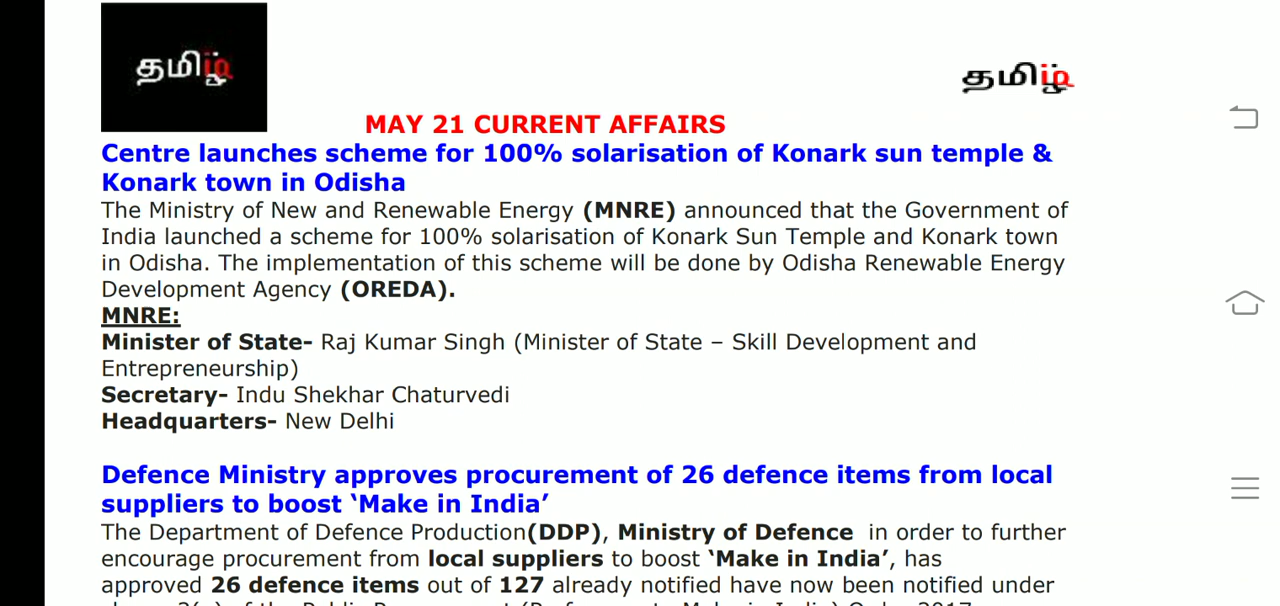 தமிழ்
தமிழ்
MAY 21 CURRENT AFFAIRS
Centre launches scheme for 100% solarisation of Konark sun temple &
Konark town in Odisha
The Ministry of New and Renewable Energy (MNRE) announced that the Government of
India launched a scheme for 100% solarisation of Konark Sun Temple and Konark town
in Odisha. The implementation of this scheme will be done by Odisha Renewable Energy
Development Agency (OREDA).
MNRE:
Minister of State- Raj Kumar Singh (Minister of State – Skill Development and
Entrepreneurship)
Secretary- Indu Shekhar Chaturvedi
Headquarters- New Delhi
Defence Ministry approves procurement of 26 defence items from local
suppliers to boost ‘Make in India’
The Department of Defence Production(DDP), Ministry of Defence in order to further
encourage procurement from local suppliers to boost ‘Make in India’, has
approved 26 defence items out of 127 already notified have now been notified under